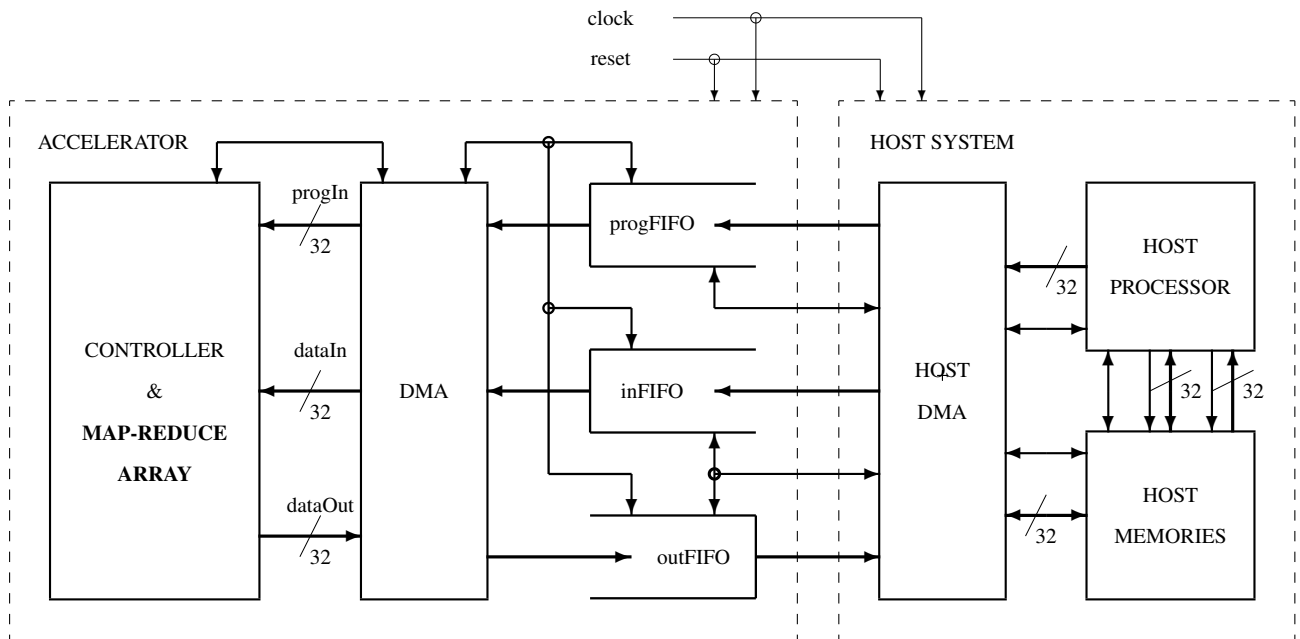 clock
reset
ACCELERATOR
HOST SYSTEM
progIn
32
progFIFO
HOST
PROCESSOR
32
CONTROLLER
&
MAP-REDUCE
ARRAY
dataIn
32
DMA
inFIFO
HOST
DMA
32
32
dataOut
32
outFIFO
32
HOST
MEMORIES